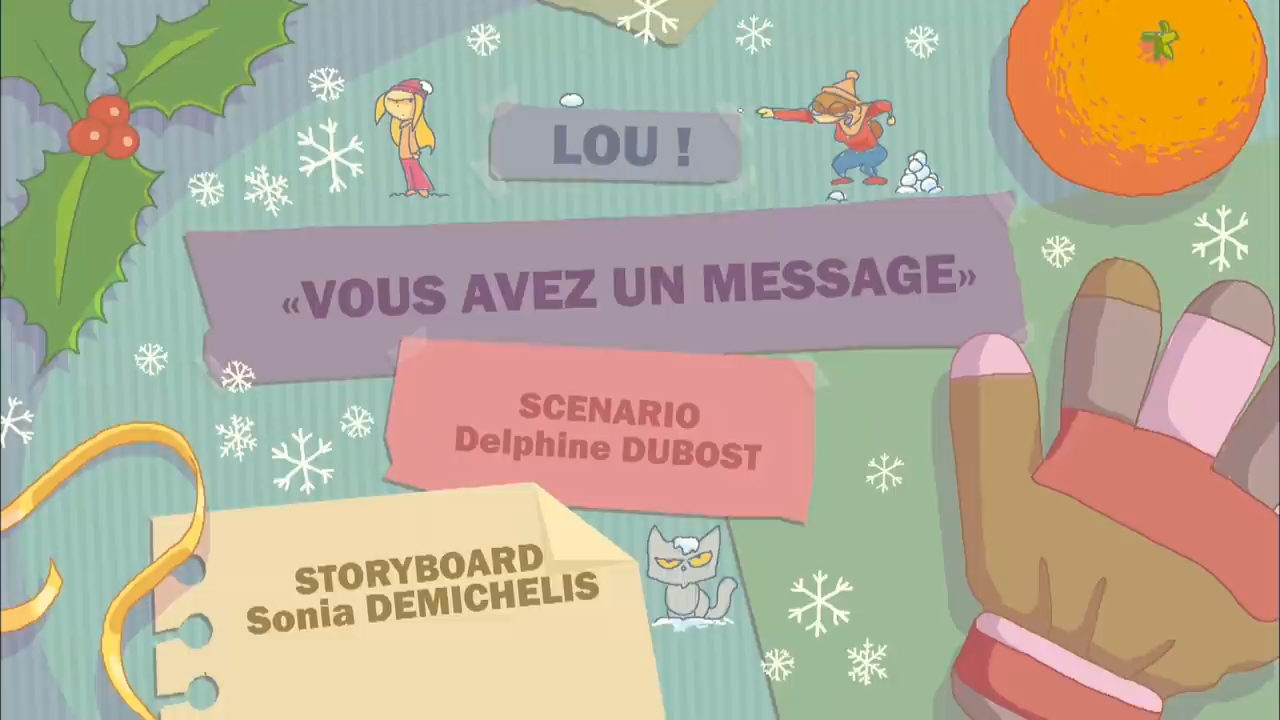 LOU !
«VOUS AVEZ UN MESSAGE»
SCENARIO
Delphine DUBOST
STORYBOARD
Sonia DEMICHELIS